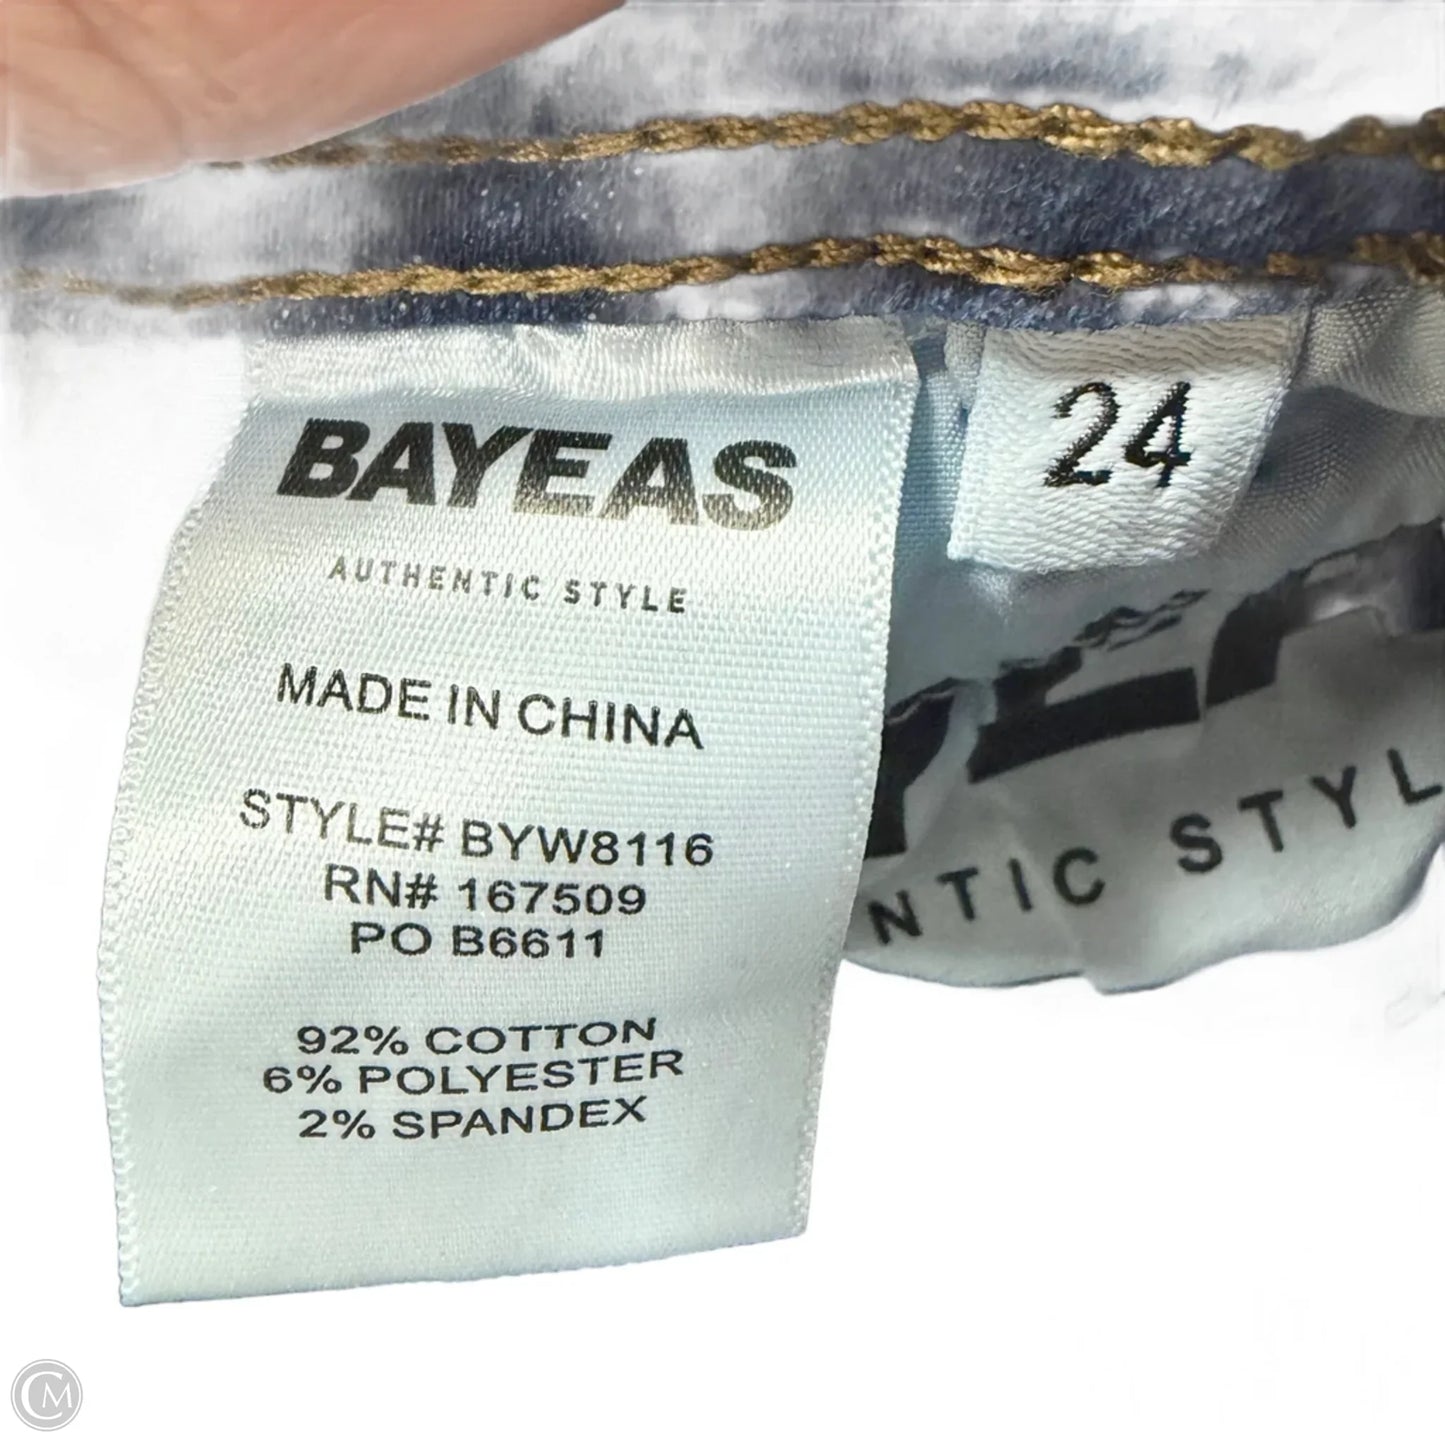 BAYEAS
AUTHENTIC STYLE
MADE IN CHINA
STYLE# BYW8116
RN# 167509
PO B6611
92% COTTON
6% POLYESTER
2% SPANDEX
24
NTIC STYL
CM